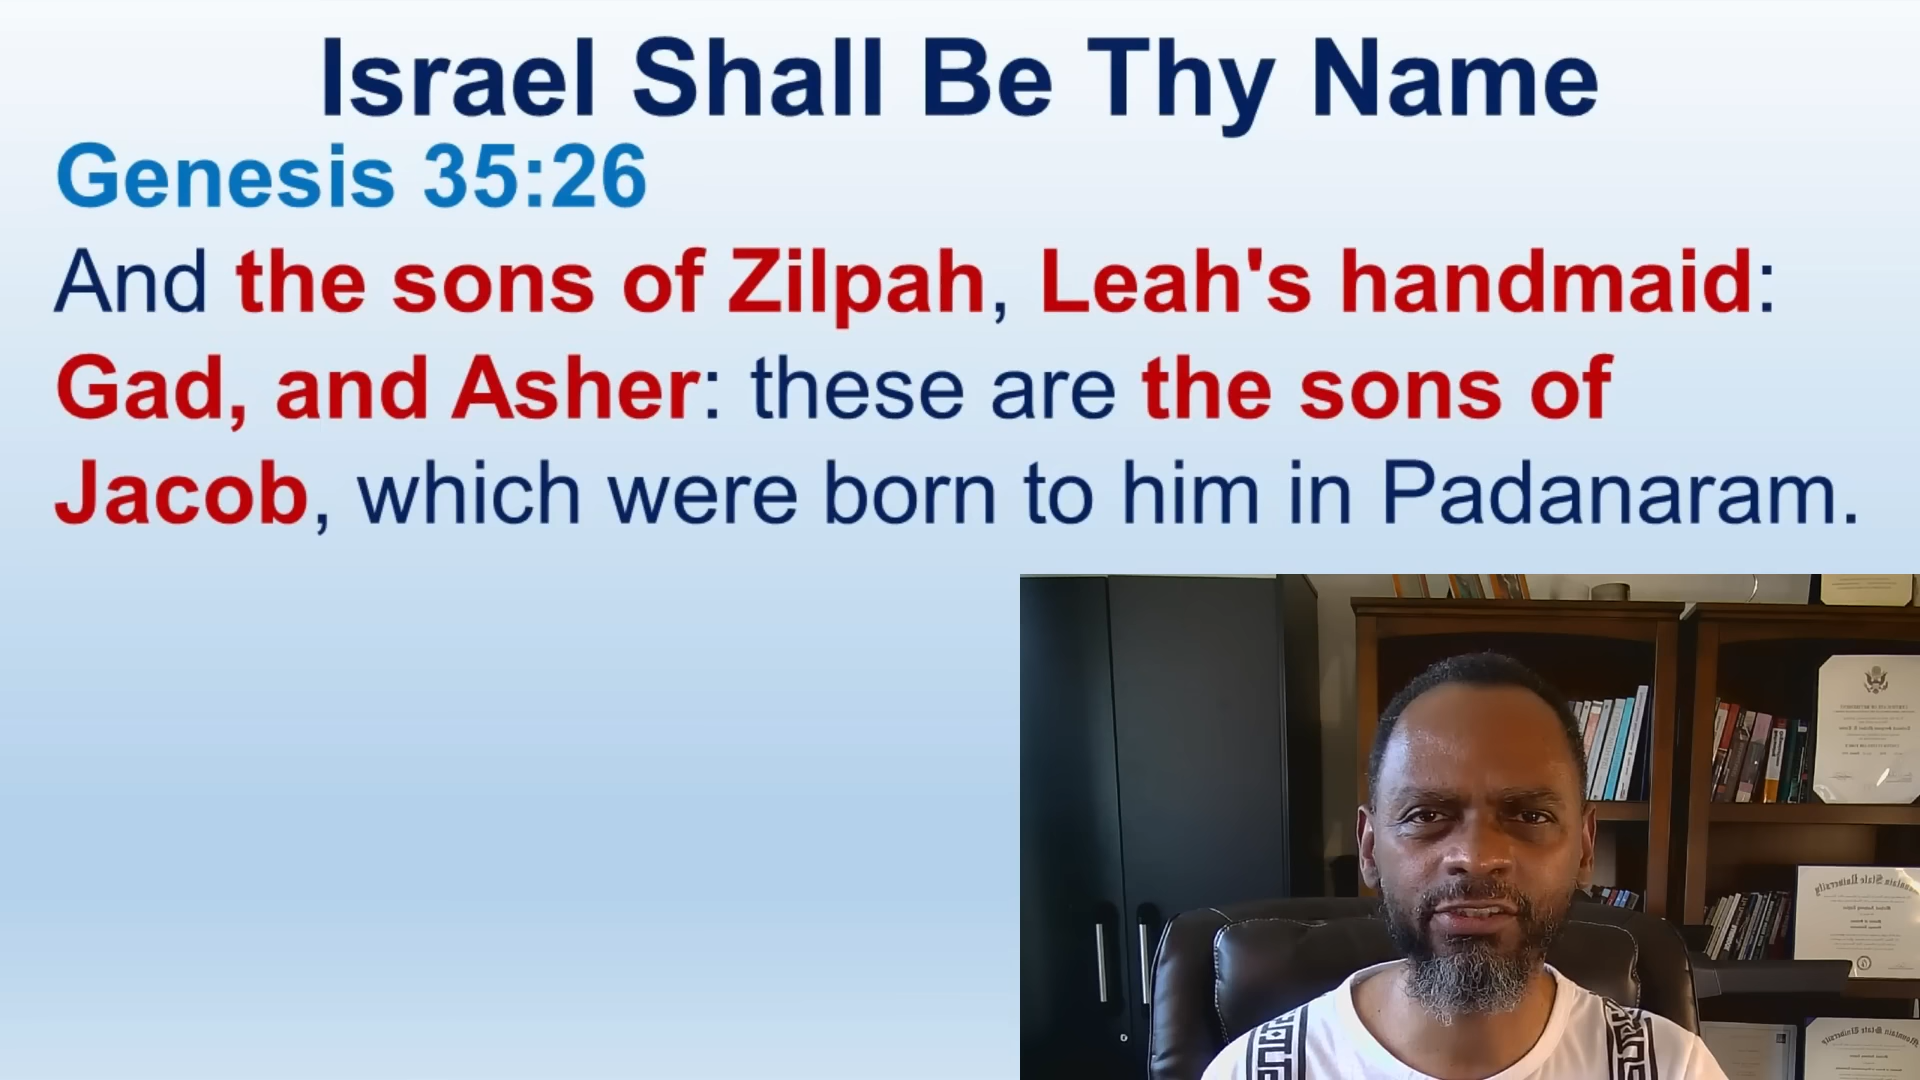 Israel Shall Be Thy Name
Genesis 35:26
And the sons of Zilpah, Leah's handmaid:
Gad, and Asher: these are the sons of
Jacob, which were born to him in Padanaram.